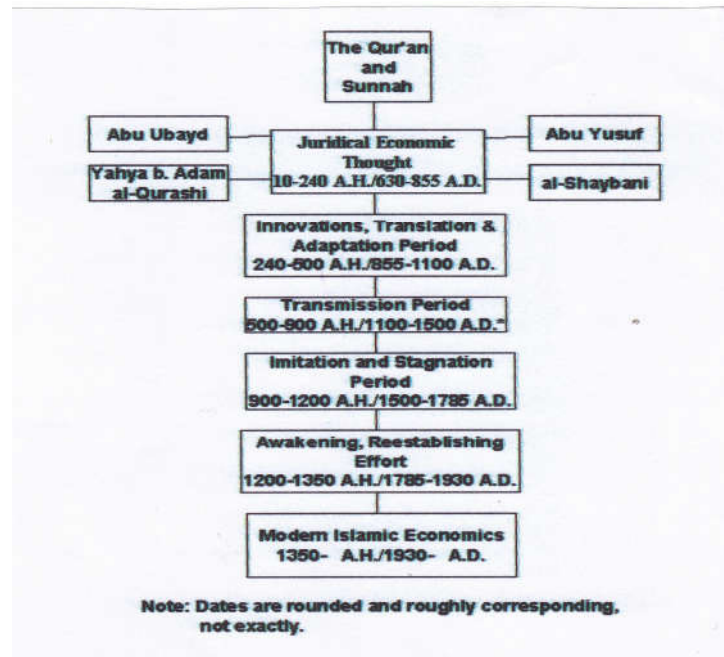 The Qur'an
and
Sunnah
Abu Ubayd
Abu Yusuf
Juridical Economic
Thought
10-240 A.H./630-855 A.D.
Yahya b. Adam
al-Qurashi
al-Shaybani
Innovations, Translation &
Adaptation Period
240-500 A.H./855-1100 A.D.
Transmission Period
500-900 A.H./1100-1500 A.D.*
Imitation and Stagnation
Period
900-1200 A.H./1500-1785 A.D.
Awakening, Reestablishing
Effort
1200-1350 A.H./1785-1930 A.D.
Modern Islamic Economics
1350- A.H./1930- A.D.
Note: Dates are rounded and roughly corresponding,
not exactly.